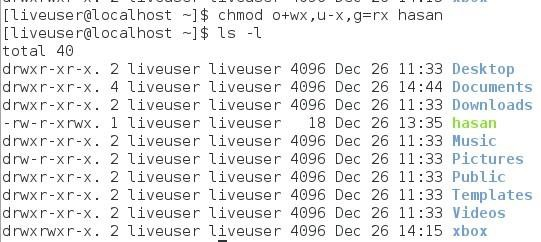 [liveuser@localhost ~]$ chmod o+wx,u-x,g=rx hasan
[liveuser@localhost ~]$ ls -l
total 40
drwxr-xr-x. 2 liveuser liveuser 4096 Dec 26 11:33 Desktop
drwxr-xr-x. 4 liveuser liveuser 4096 Dec 26 14:44 Documents
drwxr-xr-x. 2 liveuser liveuser 4096 Dec 26 11:33 Downloads
-rw-r-xrwx. 1 liveuser liveuser   18 Dec 26 13:35 hasan
drwxr-xr-x. 2 liveuser liveuser 4096 Dec 26 11:33 Music
drw-r-xr-x. 2 liveuser liveuser 4096 Dec 26 11:33 Pictures
drwxr-xr-x. 2 liveuser liveuser 4096 Dec 26 11:33 Public
drwxr-xr-x. 2 liveuser liveuser 4096 Dec 26 11:33 Templates
drwxr-xr-x. 2 liveuser liveuser 4096 Dec 26 11:33 Videos
drwxrwxr-x. 2 liveuser liveuser 4096 Dec 26 14:15 xbox